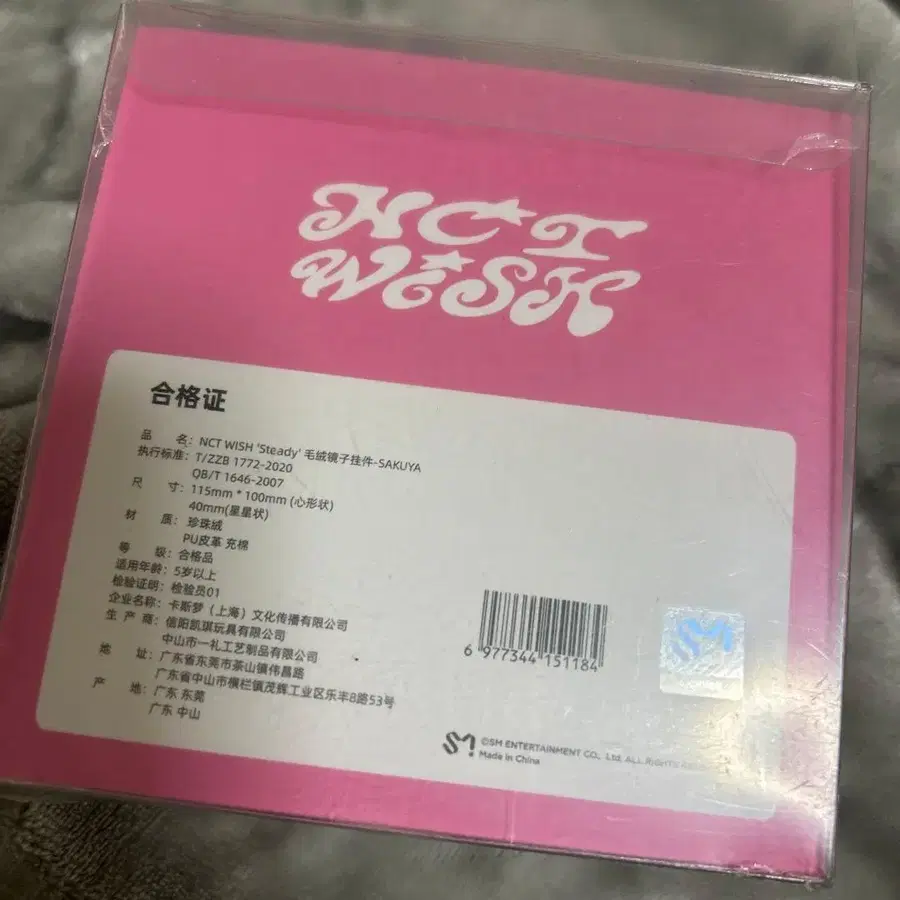 NCT
WiSH
合格证
品 名：NCT WISH 'Steady' 毛绒镜子挂件-SAKUYA
执行标准：T/ZZB 1772-2020
QB/T 1646-2007
尺 寸：115mm * 100mm (心形状)
40mm(星星状)
材 质：珍珠绒
PU皮革 充棉
等 级：合格品
适用年龄：5岁以上
检验证明：检验员01
企业名称：卡斯梦（上海）文化传播有限公司
生 产 商：信阳凯琪玩具有限公司
中山市一礼工艺制品有限公司
地 址：广东省东莞市茶山镇伟昌路
广东省中山市横栏镇茂辉工业区乐丰8路53号
产 地：广东 东莞
广东 中山
6 977344 151184
SM
SM
©SM ENTERTAINMENT CO., Ltd. ALL RIGHTS
Made in China